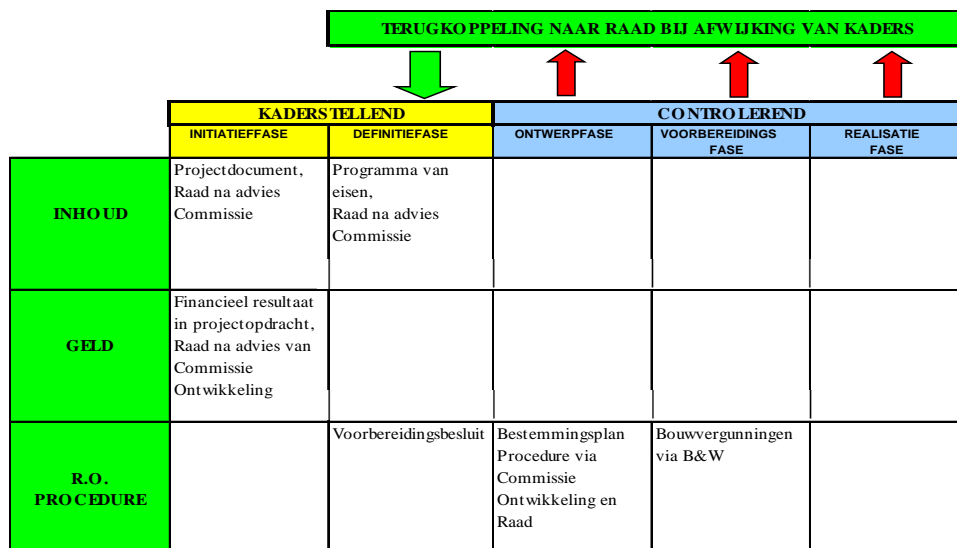 TERUGKOPPELING NAAR RAAD BIJ AFWIJKING VAN KADERS
KADERSTELLEND
CONTROLEREND
INITIATIEFFASE
DEFINITIEFASE
ONTWERPFASE
VOORBEREIDINGS
FASE
REALISATIE
FASE
INHOUD
Projectdocument,
Raad na advies
Commissie
Programma van
eisen,
Raad na advies
Commissie
GELD
Financieel resultaat
in projectopdracht,
Raad na advies van
Commissie
Ontwikkeling
R.O.
PROCEDURE
Voorbereidingsbesluit
Bestemmingsplan
Procedure via
Commissie
Ontwikkeling en
Raad
Bouwvergunningen
via B&W